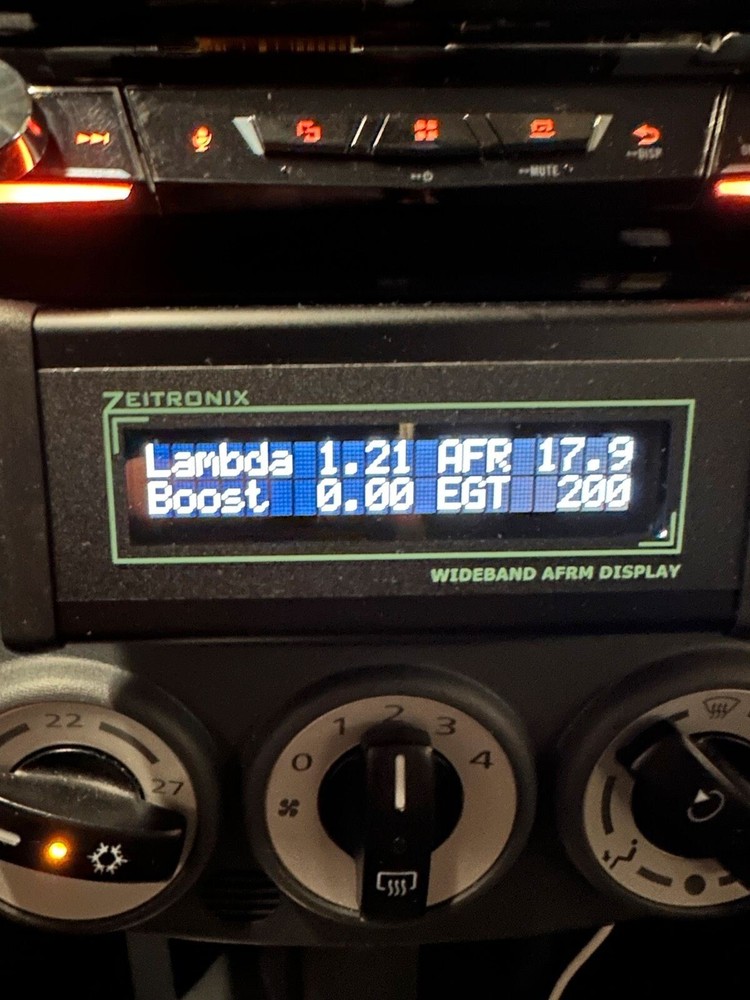 MUTE
DISP
ZEITRONIX
Lambda 1.21 AFR 17.9
Boost 0.00 EGT 200
WIDEBAND AFRM DISPLAY
22
27
0
1
2
3
4